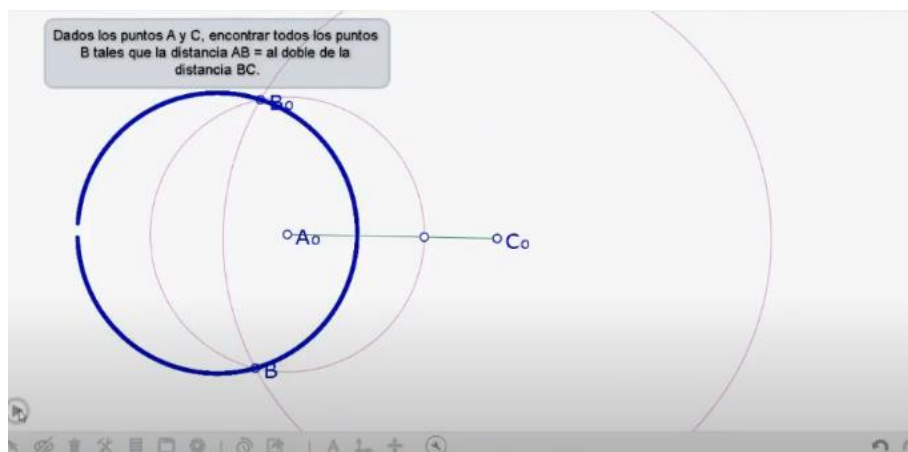 Dados los puntos A y C, encontrar todos los puntos
B tales que la distancia AB = al doble de la
distancia BC.
Bo
Ao
Co
B
A